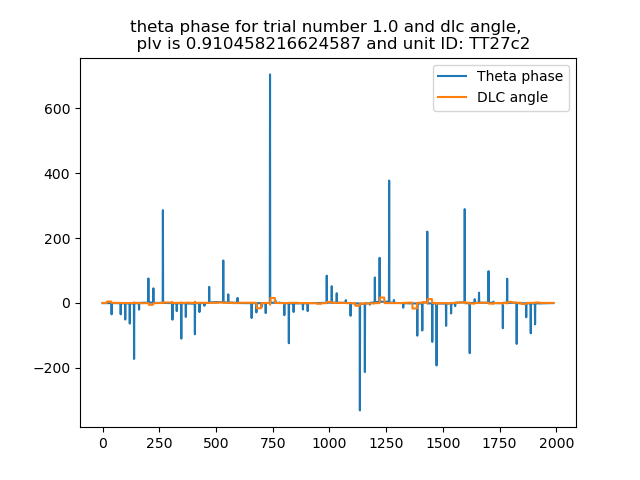 theta phase for trial number 1.0 and dlc angle,
plv is 0.910458216624587 and unit ID: TT27c2
Theta phase
DLC angle
600
400
200
0
−200
0 250 500 750 1000 1250 1500 1750 2000